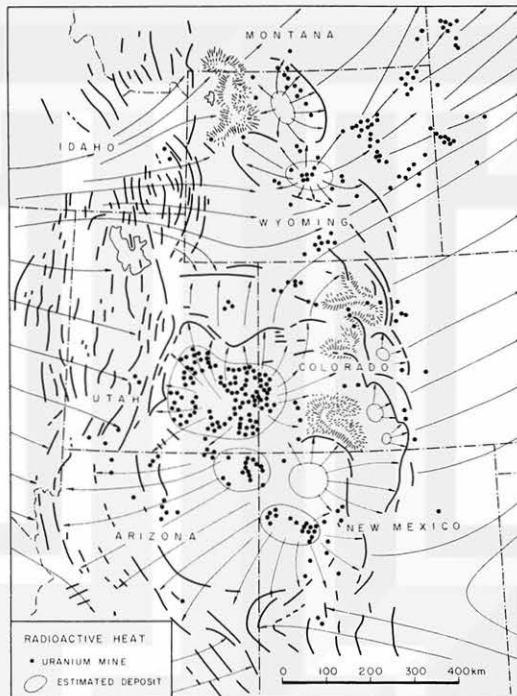 MONTANA
IDAHO
WYOMING
UTAH
COLORADO
ARIZONA
NEW MEXICO
RADIOACTIVE HEAT
URANIUM MINE
ESTIMATED DEPOSIT
0 100 200 300 400km